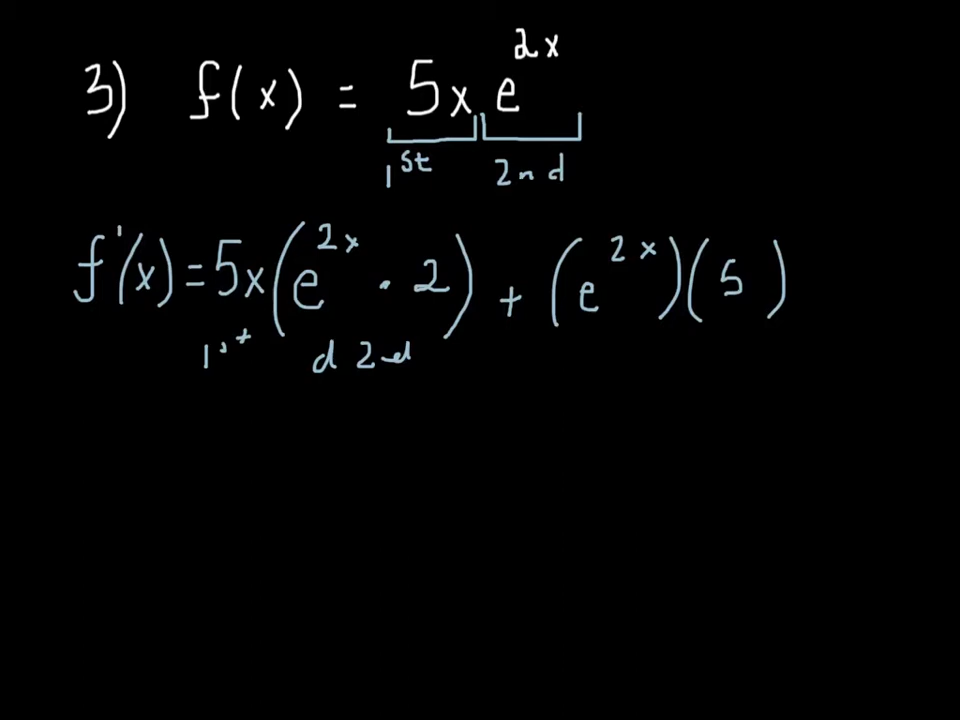 3) f(x) = 5x e^{2x}
1st 2nd
f'(x) = 5x(e^{2x} · 2) + (e^{2x})(5)
1st d 2nd